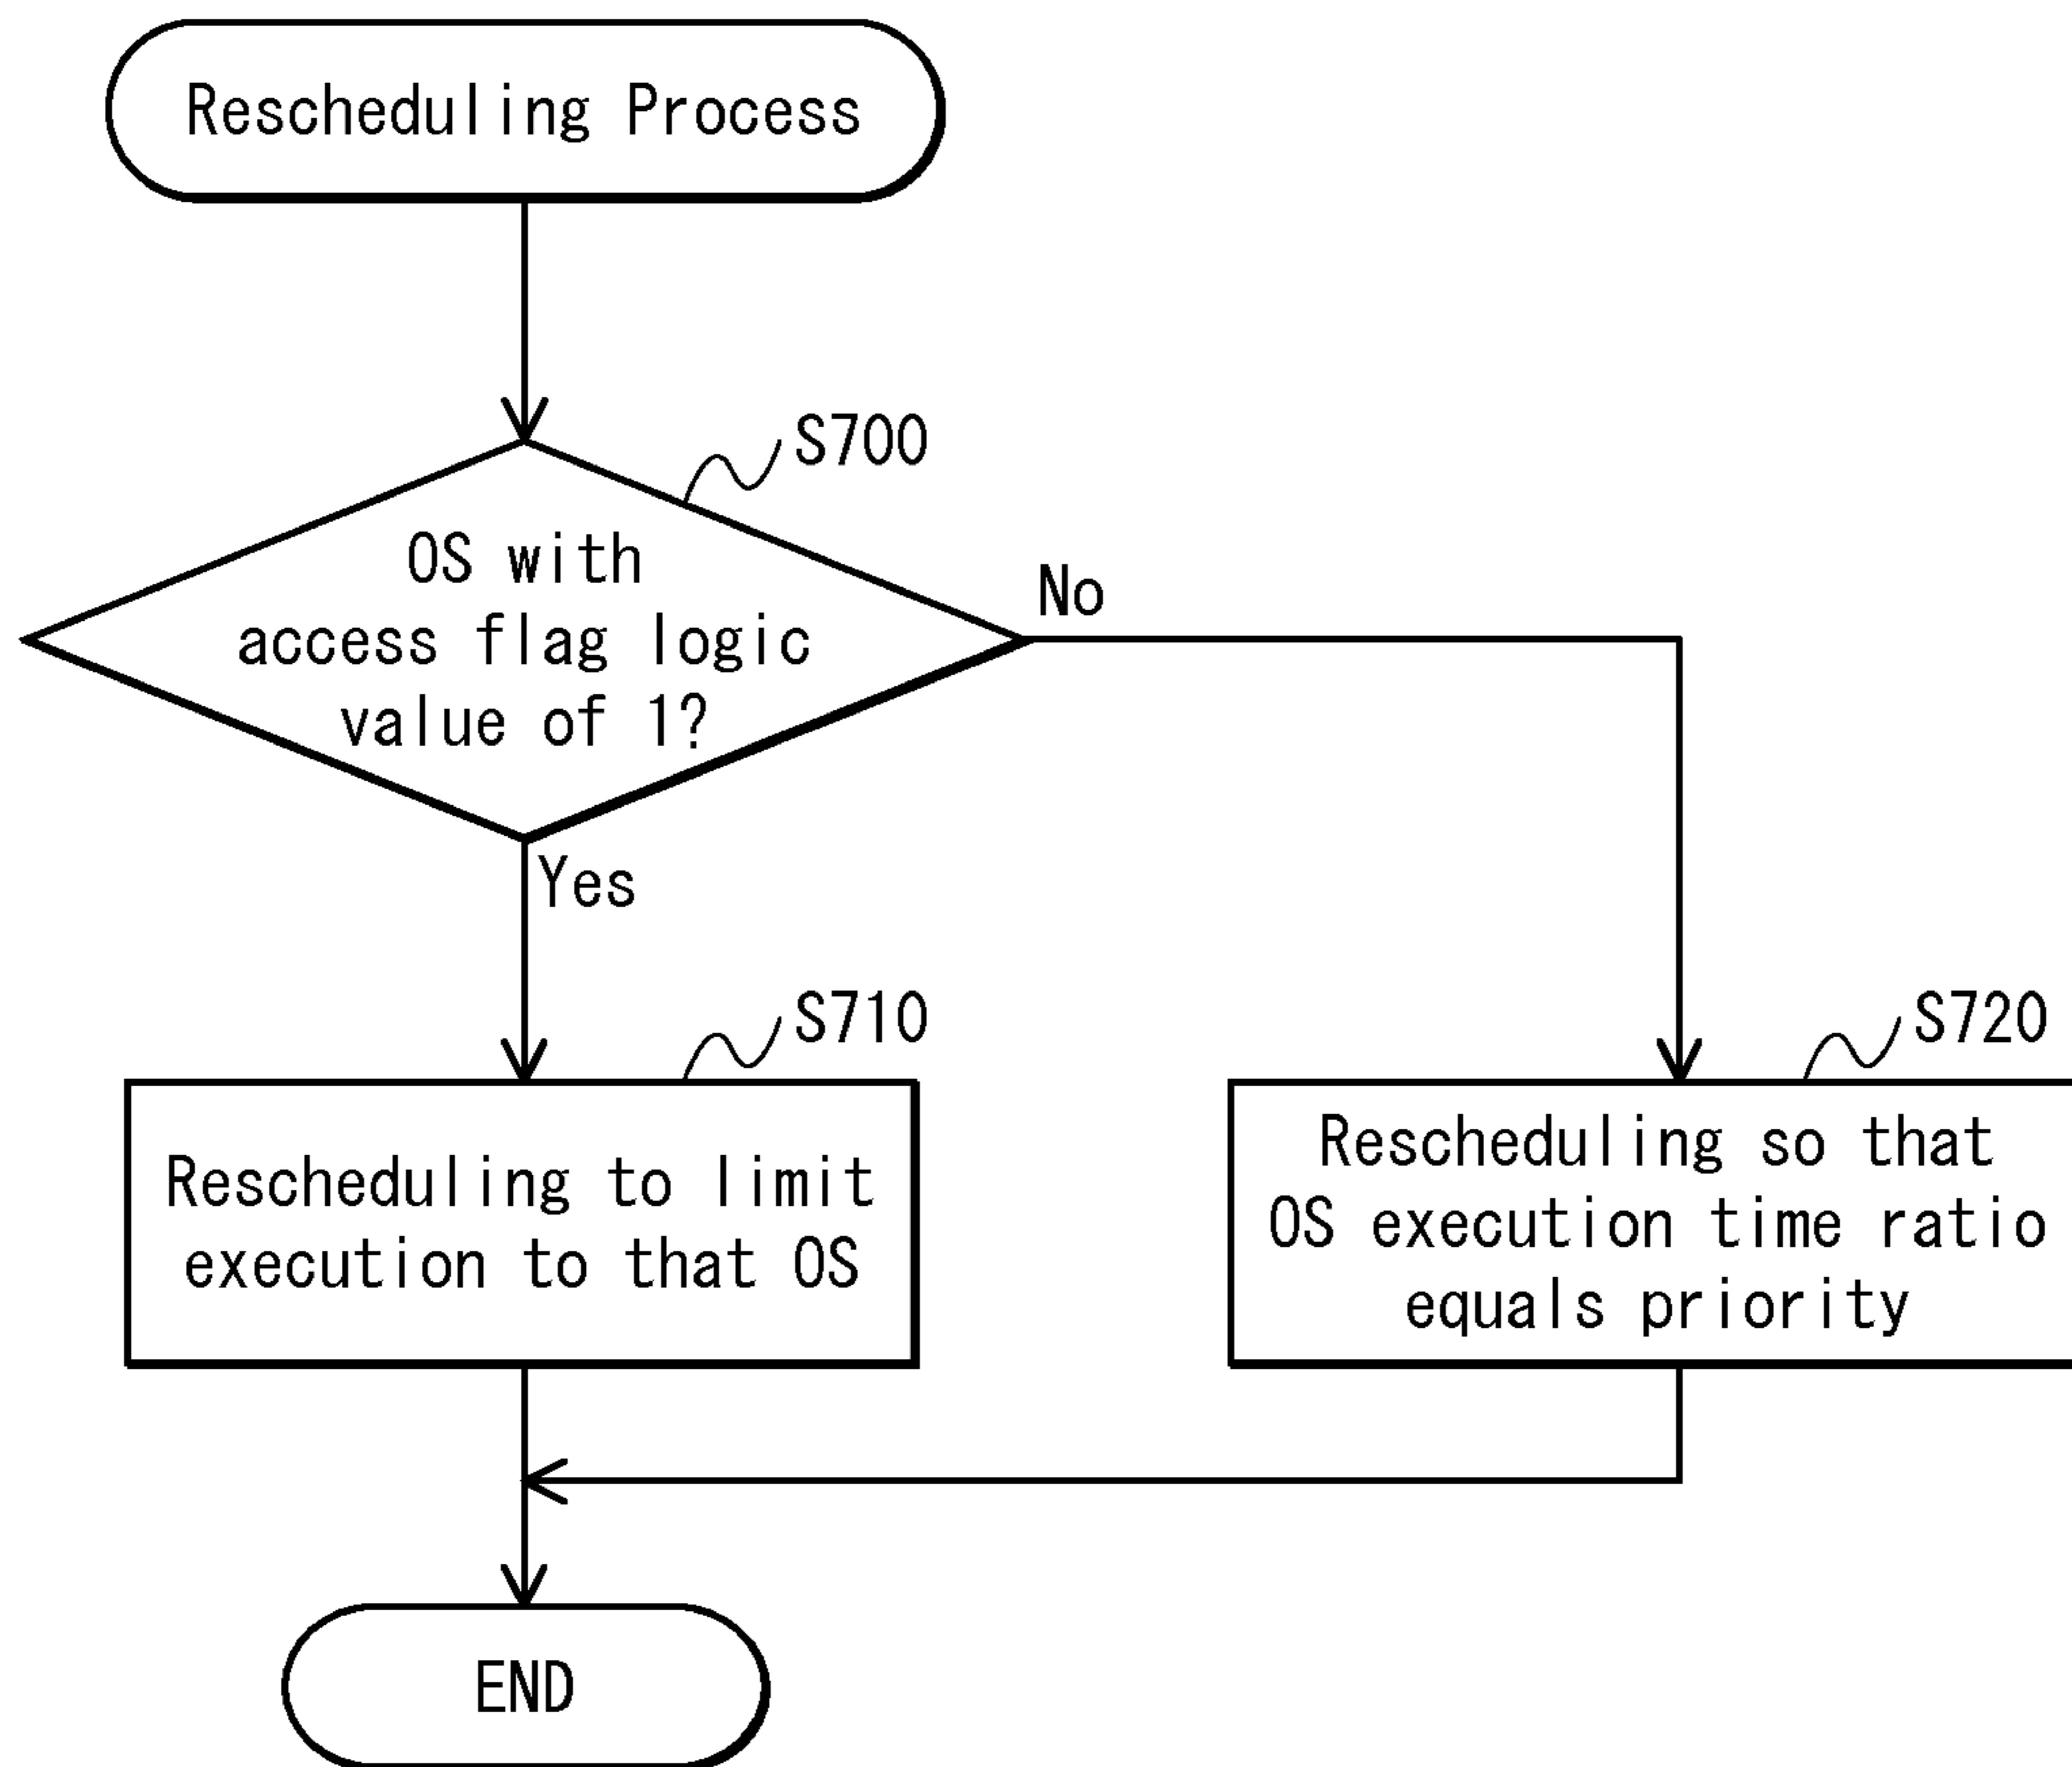 Rescheduling Process
S700
OS with
access flag logic
value of 1?
No
Yes
S710
Rescheduling to limit
execution to that OS
S720
Rescheduling so that
OS execution time ratio
equals priority
END